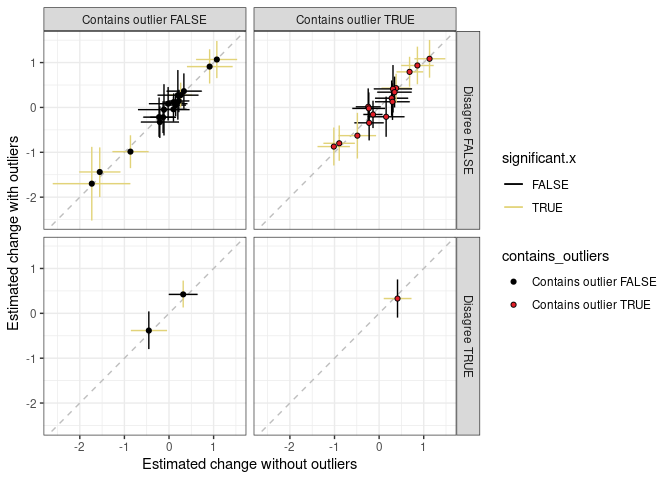 Contains outlier FALSE
Contains outlier TRUE
Estimated change with outliers
1
0
-1
-2
Disagree FALSE
1
0
-1
-2
Disagree TRUE
-2
-1
0
1
-2
-1
0
1
Estimated change without outliers
significant.x
FALSE
TRUE
contains_outliers
Contains outlier FALSE
Contains outlier TRUE